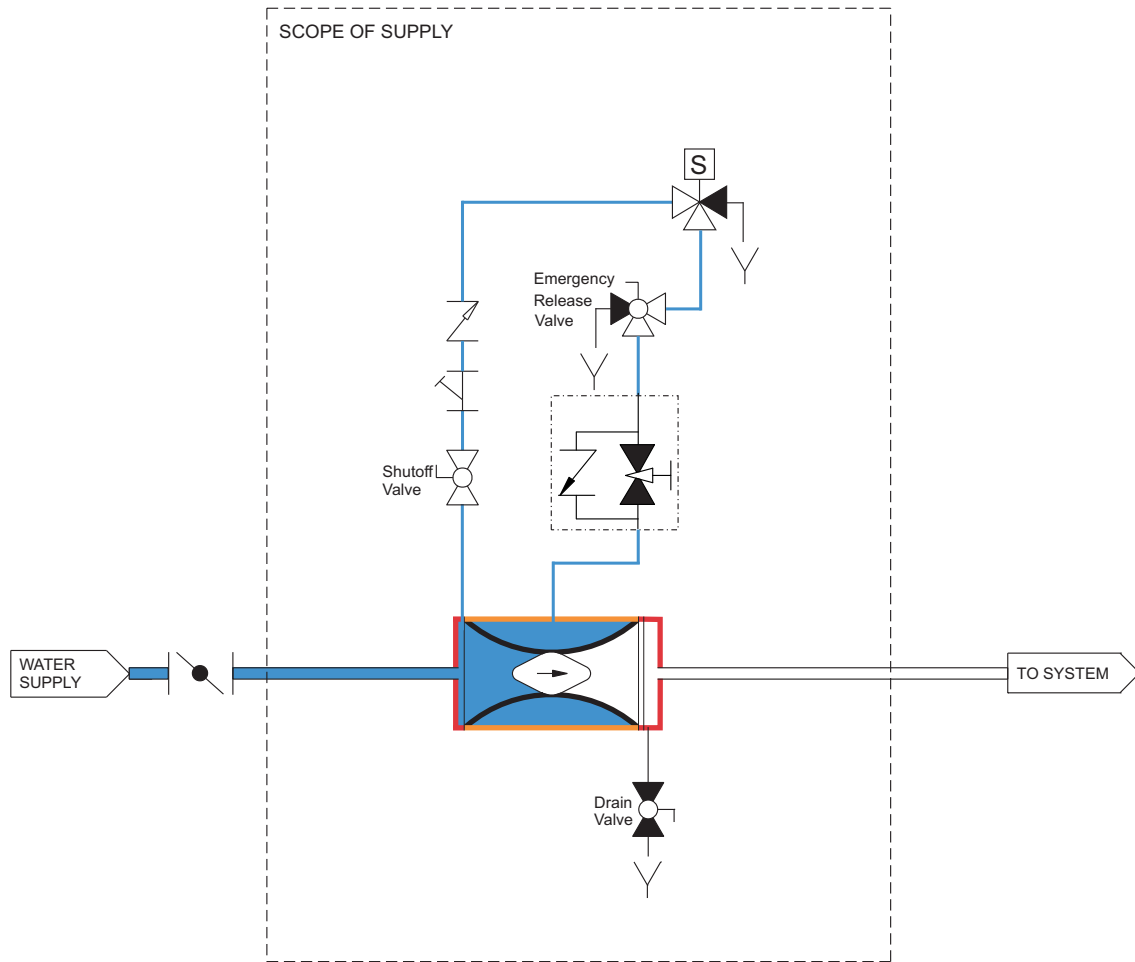 SCOPE OF SUPPLY
S
Emergency
Release
Valve
Shutoff
Valve
WATER
SUPPLY
TO SYSTEM
Drain
Valve